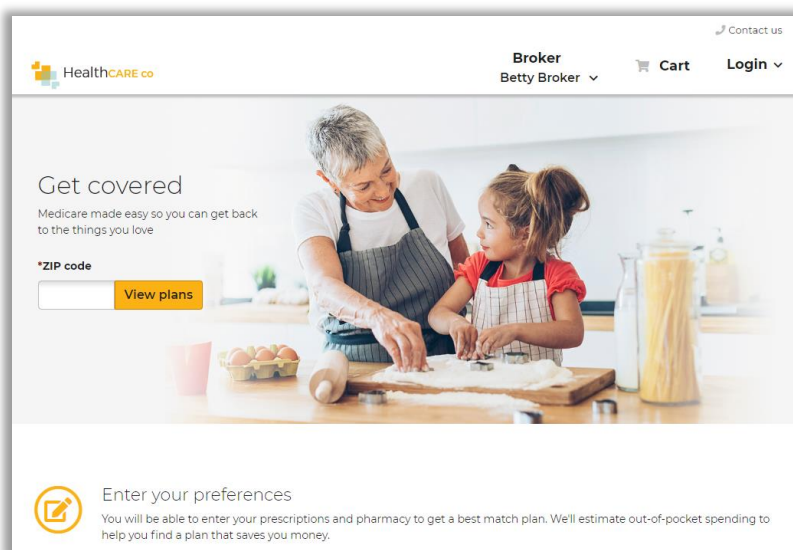 Contact us
HealthCARE co
Broker
Betty Broker
Cart
Login
Get covered
Medicare made easy so you can get back
to the things you love
*ZIP code
View plans
Enter your preferences
You will be able to enter your prescriptions and pharmacy to get a best match plan. We'll estimate out-of-pocket spending to
help you find a plan that saves you money.